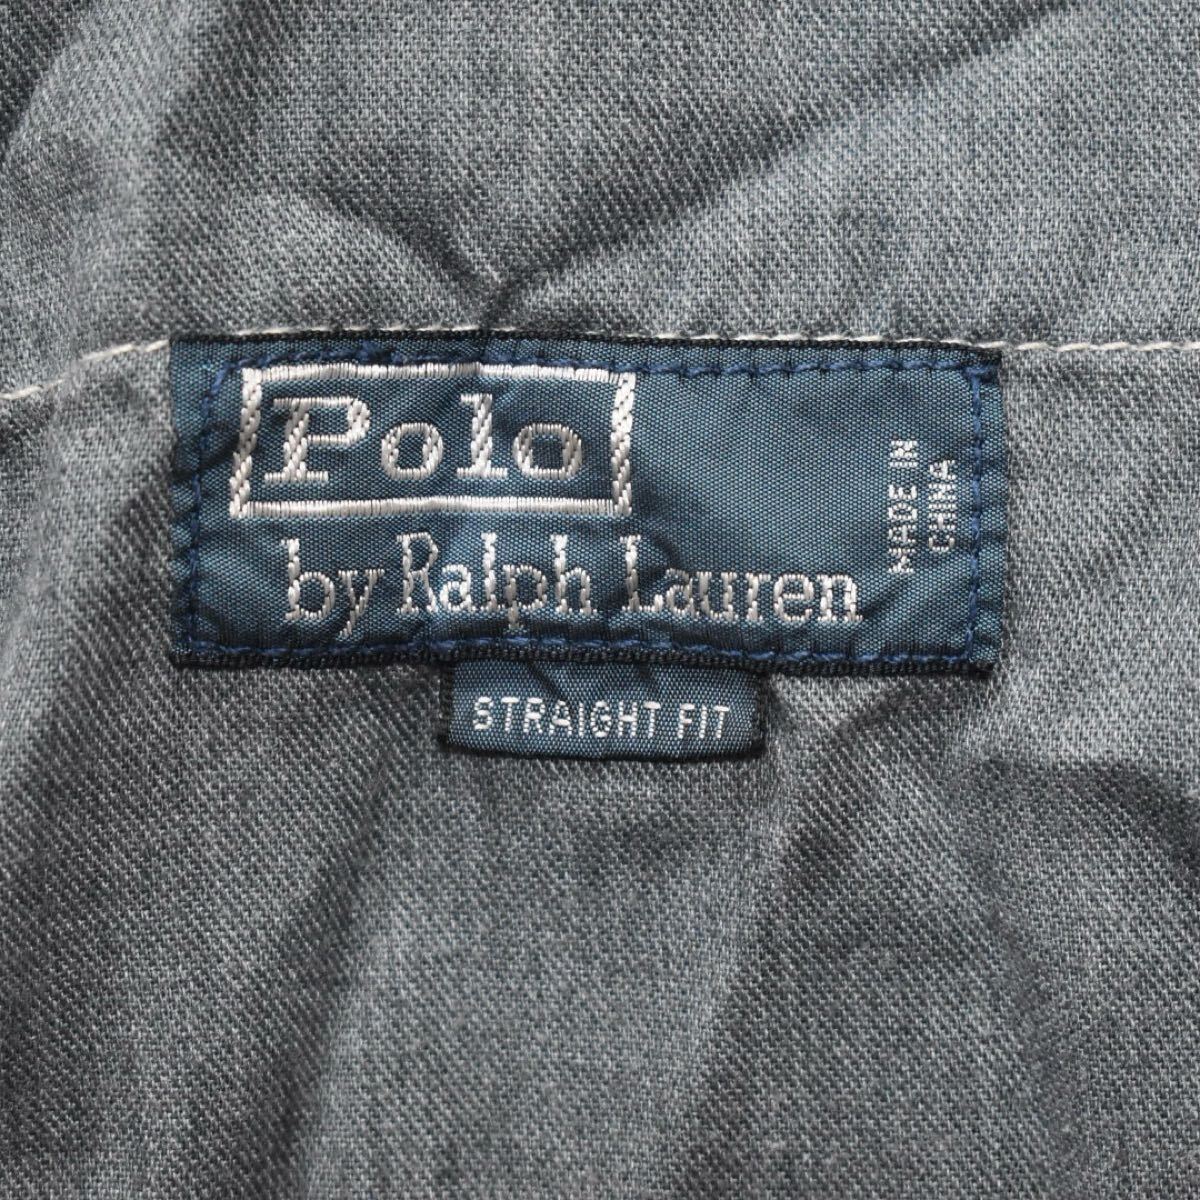 Polo
by Ralph Lauren
MADE IN
CHINA
STRAIGHT FIT